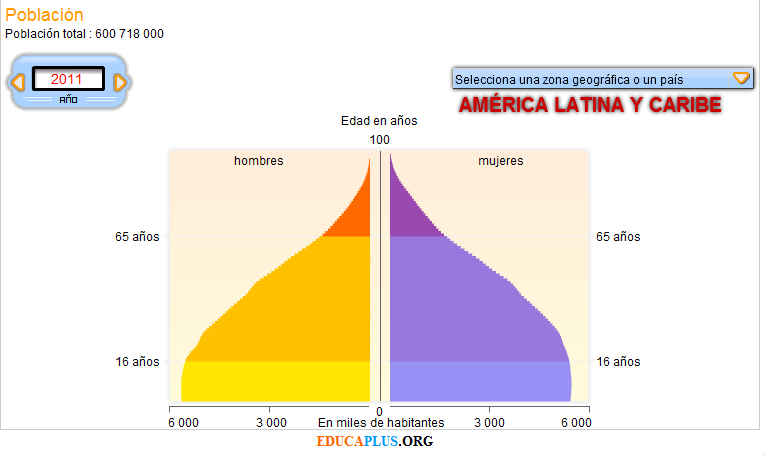 Población
Población total : 600 718 000
2011
AÑO
Selecciona una zona geográfica o un país
AMÉRICA LATINA Y CARIBE
Edad en años
100
hombres
mujeres
65 años
65 años
16 años
16 años
0
6 000
3 000
En miles de habitantes
3 000
6 000
EDUCAPLUS.ORG